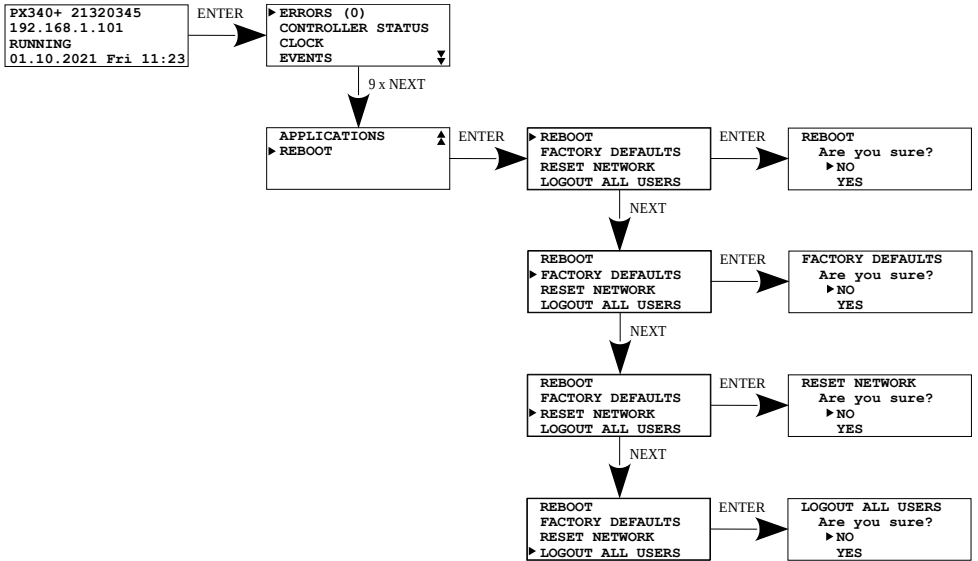 PX340+ 21320345
192.168.1.101
RUNNING
01.10.2021 Fri 11:23
ENTER
ERRORS (0)
CONTROLLER STATUS
CLOCK
EVENTS
9 x NEXT
APPLICATIONS
REBOOT
ENTER
REBOOT
FACTORY DEFAULTS
RESET NETWORK
LOGOUT ALL USERS
ENTER
REBOOT
Are you sure?
NO
YES
NEXT
REBOOT
FACTORY DEFAULTS
RESET NETWORK
LOGOUT ALL USERS
ENTER
FACTORY DEFAULTS
Are you sure?
NO
YES
NEXT
REBOOT
FACTORY DEFAULTS
RESET NETWORK
LOGOUT ALL USERS
ENTER
RESET NETWORK
Are you sure?
NO
YES
NEXT
REBOOT
FACTORY DEFAULTS
RESET NETWORK
LOGOUT ALL USERS
ENTER
LOGOUT ALL USERS
Are you sure?
NO
YES